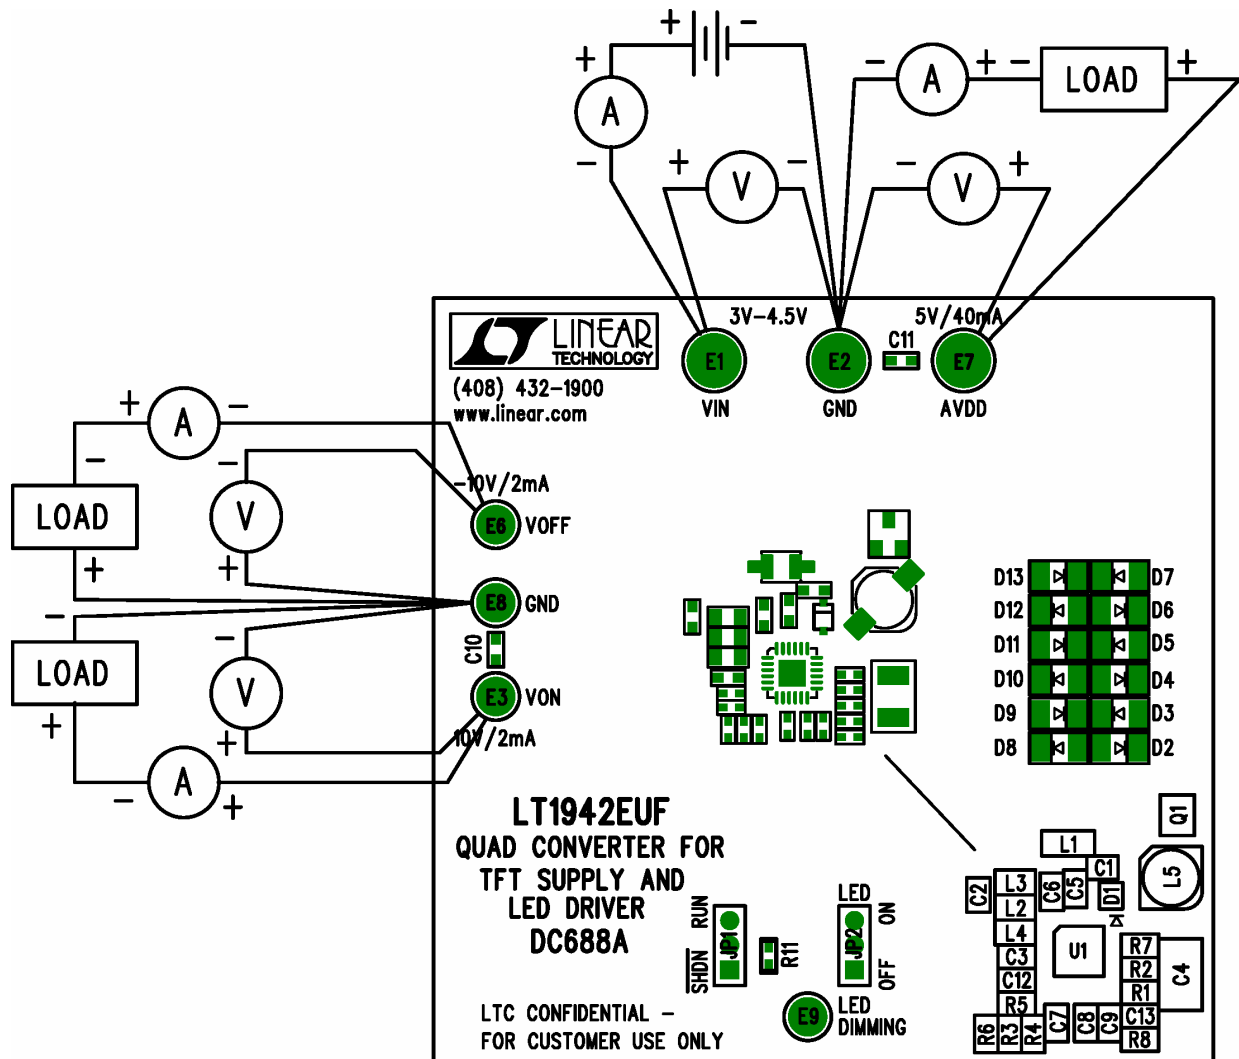 + -
+ A -
- A + - LOAD +
+ V -
- V +
3V-4.5V
5V/40mA
E1
E2
C11
E7
VIN
GND
AVDD
LINEAR
TECHNOLOGY
(408) 432-1900
www.linear.com
+ A -
-
LOAD
+
-
V
+
-10V/2mA
E6 VOFF
E8 GND
C10
-
LOAD
+
-
V
+
E3 VON
10V/2mA
- A +
D13 D7
D12 D6
D11 D5
D10 D4
D9 D3
D8 D2
LT1942EUF
QUAD CONVERTER FOR
TFT SUPPLY AND
LED DRIVER
DC688A
RUN
JP1
SHDN
R11
LED
ON
JP2
OFF
E9
LED
DIMMING
LTC CONFIDENTIAL -
FOR CUSTOMER USE ONLY
Q1
L1
C1
L5
C2
L3
C6
C5
D1
L2
L4
C3
C12
R5
U1
R7
R2
R1
C4
R6
R3
R4
C7
C8
C9
C13
R8